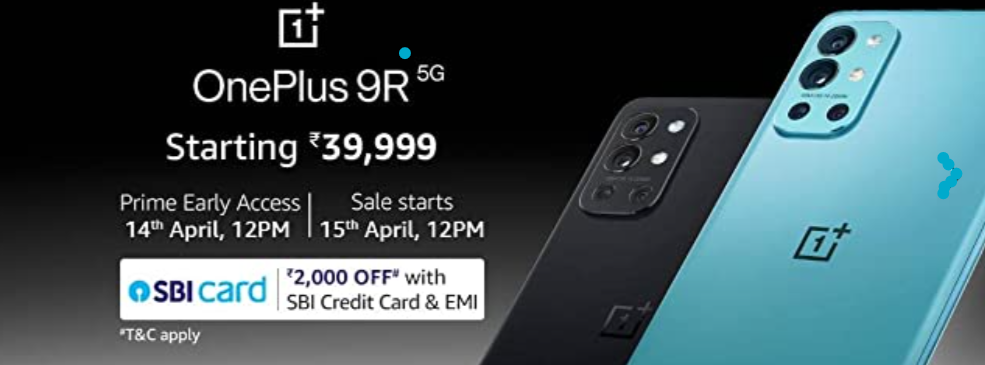 OnePlus 9R 5G
Starting ₹39,999
Prime Early Access
14th April, 12PM
Sale starts
15th April, 12PM
SBI card
₹2,000 OFF# with
SBI Credit Card & EMI
#T&C apply